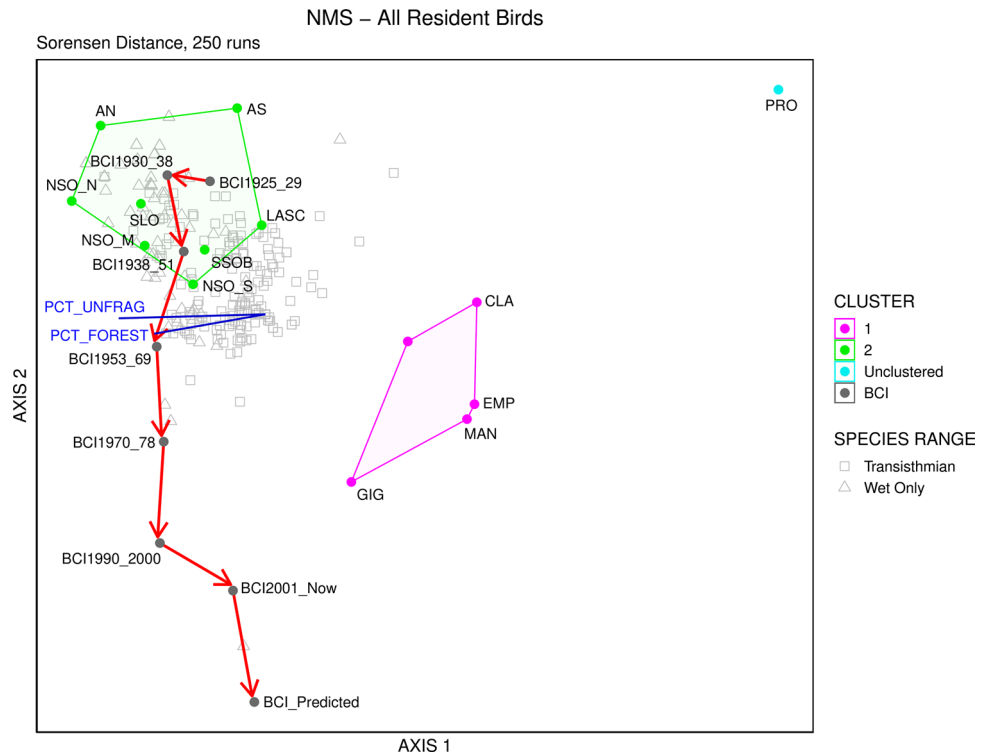 NMS − All Resident Birds
Sorensen Distance, 250 runs
PRO
AN
AS
BCI1930_38
BCI1925_29
NSO_N
SLO
LASC
NSO_M
SSOB
BCI1938_51
NSO_S
PCT_UNFRAG
CLA
PCT_FOREST
BCI1953_69
EMP
MAN
BCI1970_78
GIG
BCI1990_2000
BCI2001_Now
BCI_Predicted
AXIS 2
AXIS 1
CLUSTER
1
2
Unclustered
BCI
SPECIES RANGE
Transisthmian
Wet Only